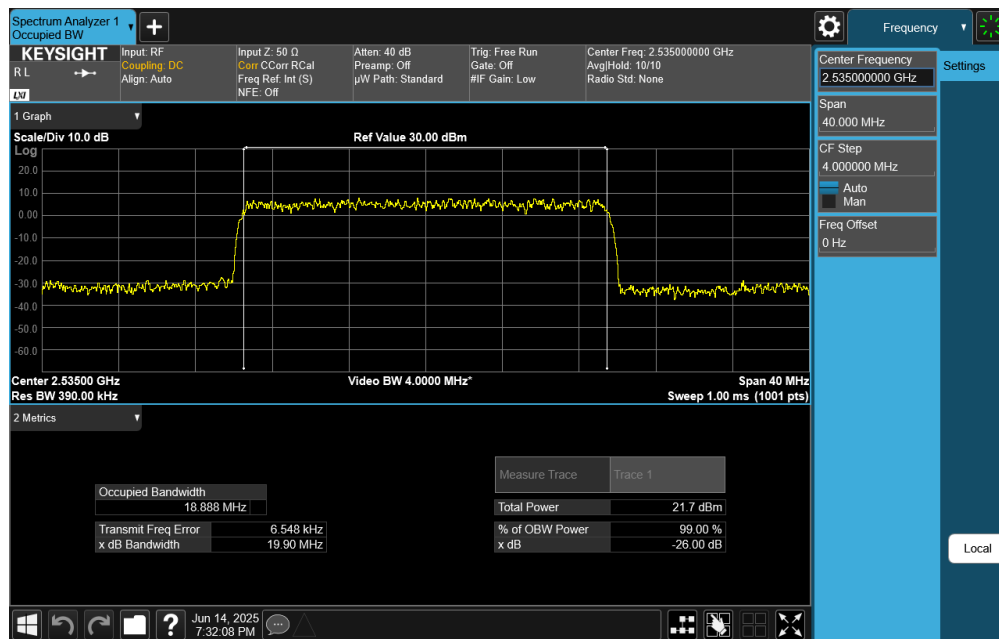 Spectrum Analyzer 1
Occupied BW
Frequency
KEYSIGHT
R L
LXI
Input: RF
Coupling: DC
Align: Auto
Input Z: 50 Ω
Corr CCorr RCal
Freq Ref: Int (S)
NFE: Off
Atten: 40 dB
Preamp: Off
µW Path: Standard
Trig: Free Run
Gate: Off
#IF Gain: Low
Center Freq: 2.535000000 GHz
Avg|Hold: 10/10
Radio Std: None
Center Frequency
2.535000000 GHz
Settings
Span
40.000 MHz
CF Step
4.000000 MHz
Auto
Man
Freq Offset
0 Hz
1 Graph
Scale/Div 10.0 dB
Ref Value 30.00 dBm
Log
20.0
10.0
0.00
-10.0
-20.0
-30.0
-40.0
-50.0
-60.0
Center 2.53500 GHz
Video BW 4.0000 MHz*
Span 40 MHz
Res BW 390.00 kHz
Sweep 1.00 ms (1001 pts)
2 Metrics
Measure Trace
Trace 1
Occupied Bandwidth
18.888 MHz
Total Power
21.7 dBm
Transmit Freq Error
6.548 kHz
% of OBW Power
99.00 %
x dB Bandwidth
19.90 MHz
x dB
-26.00 dB
Local
Jun 14, 2025
7:32:08 PM